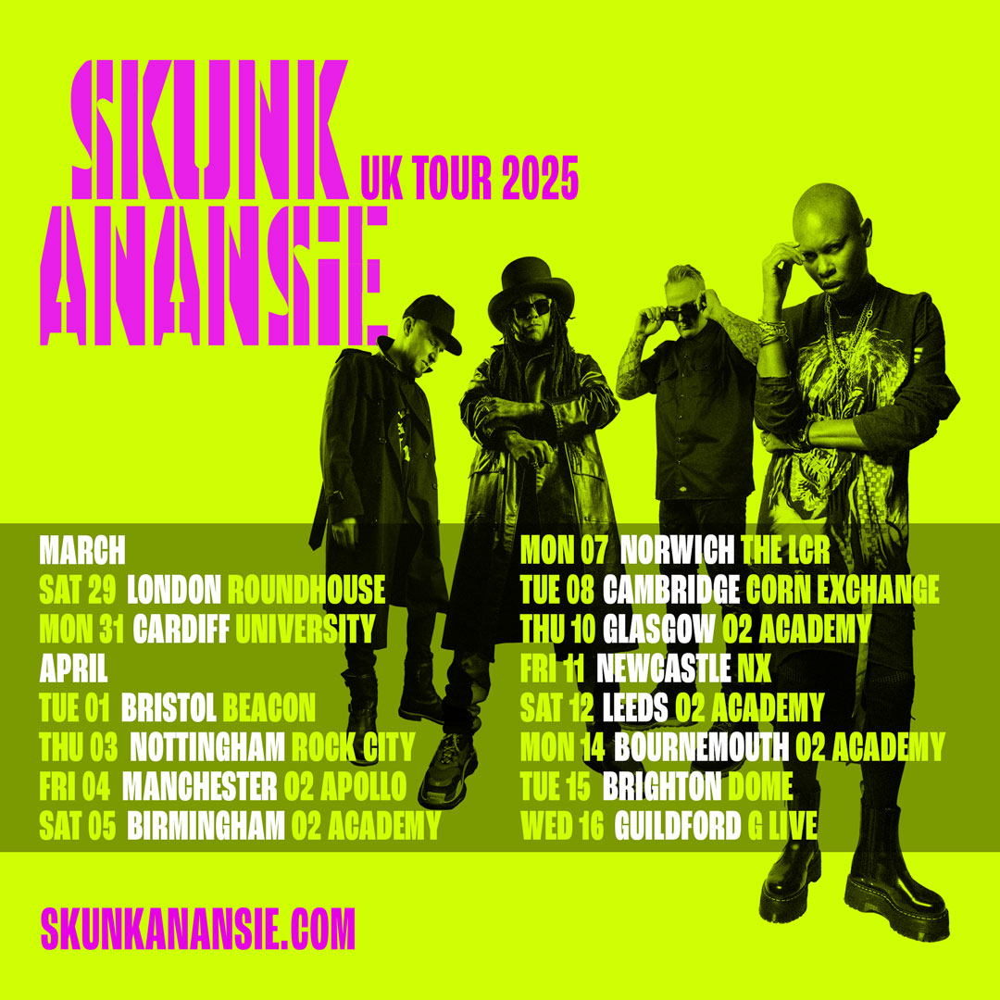 SKUNK
ANANSIE
UK TOUR 2025
MARCH
SAT 29 LONDON ROUNDHOUSE
MON 31 CARDIFF UNIVERSITY
APRIL
TUE 01 BRISTOL BEACON
THU 03 NOTTINGHAM ROCK CITY
FRI 04 MANCHESTER O2 APOLLO
SAT 05 BIRMINGHAM O2 ACADEMY
MON 07 NORWICH THE LCR
TUE 08 CAMBRIDGE CORN EXCHANGE
THU 10 GLASGOW O2 ACADEMY
FRI 11 NEWCASTLE NX
SAT 12 LEEDS O2 ACADEMY
MON 14 BOURNEMOUTH O2 ACADEMY
TUE 15 BRIGHTON DOME
WED 16 GUILDFORD G LIVE
SKUNKANANSIE.COM